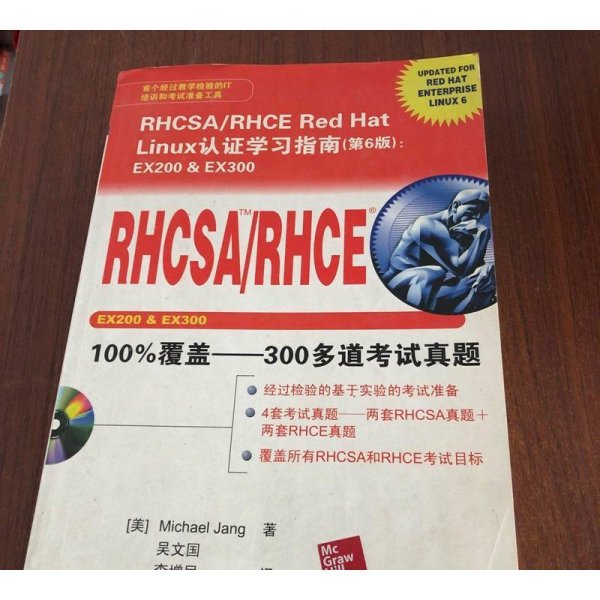 首个经过教学检验的IT
培训和考试准备工具
UPDATED FOR
RED HAT
ENTERPRISE
LINUX 6
RHCSA/RHCE Red Hat
Linux认证学习指南(第6版):
EX200 & EX300
RHCSA™/RHCE®
EX200 & EX300
100%覆盖——300多道考试真题
经过检验的基于实验的考试准备
4套考试真题——两套RHCSA真题+
两套RHCE真题
覆盖所有RHCSA和RHCE考试目标
[美] Michael Jang 著
吴文国
Mc
Graw
Hill